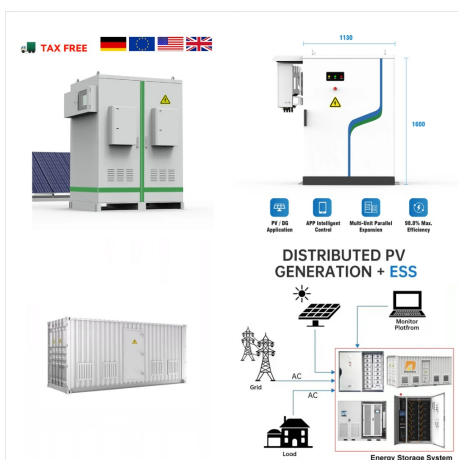 TAX FREE
1130
1600
PV / DG
Application
APP Intelligent
Control
Multi-Unit Parallel
Expansion
98.8% Max.
Efficiency
DISTRIBUTED PV
GENERATION + ESS
Monitor
Plotfrom
Grid
AC
AC
Load
Energy Storage System